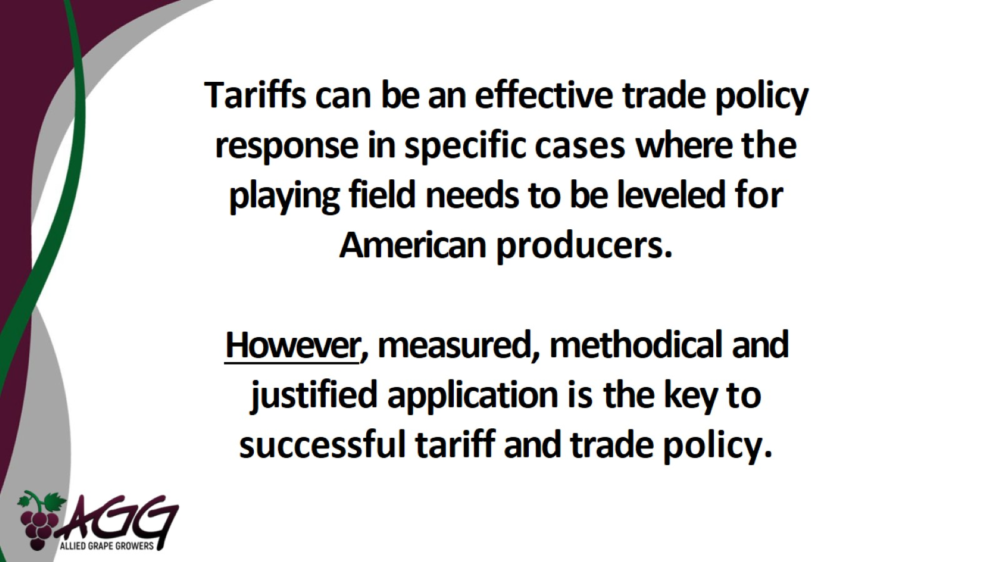 Tariffs can be an effective trade policy
response in specific cases where the
playing field needs to be leveled for
American producers.
However, measured, methodical and
justified application is the key to
successful tariff and trade policy.
AGG
ALLIED GRAPE GROWERS